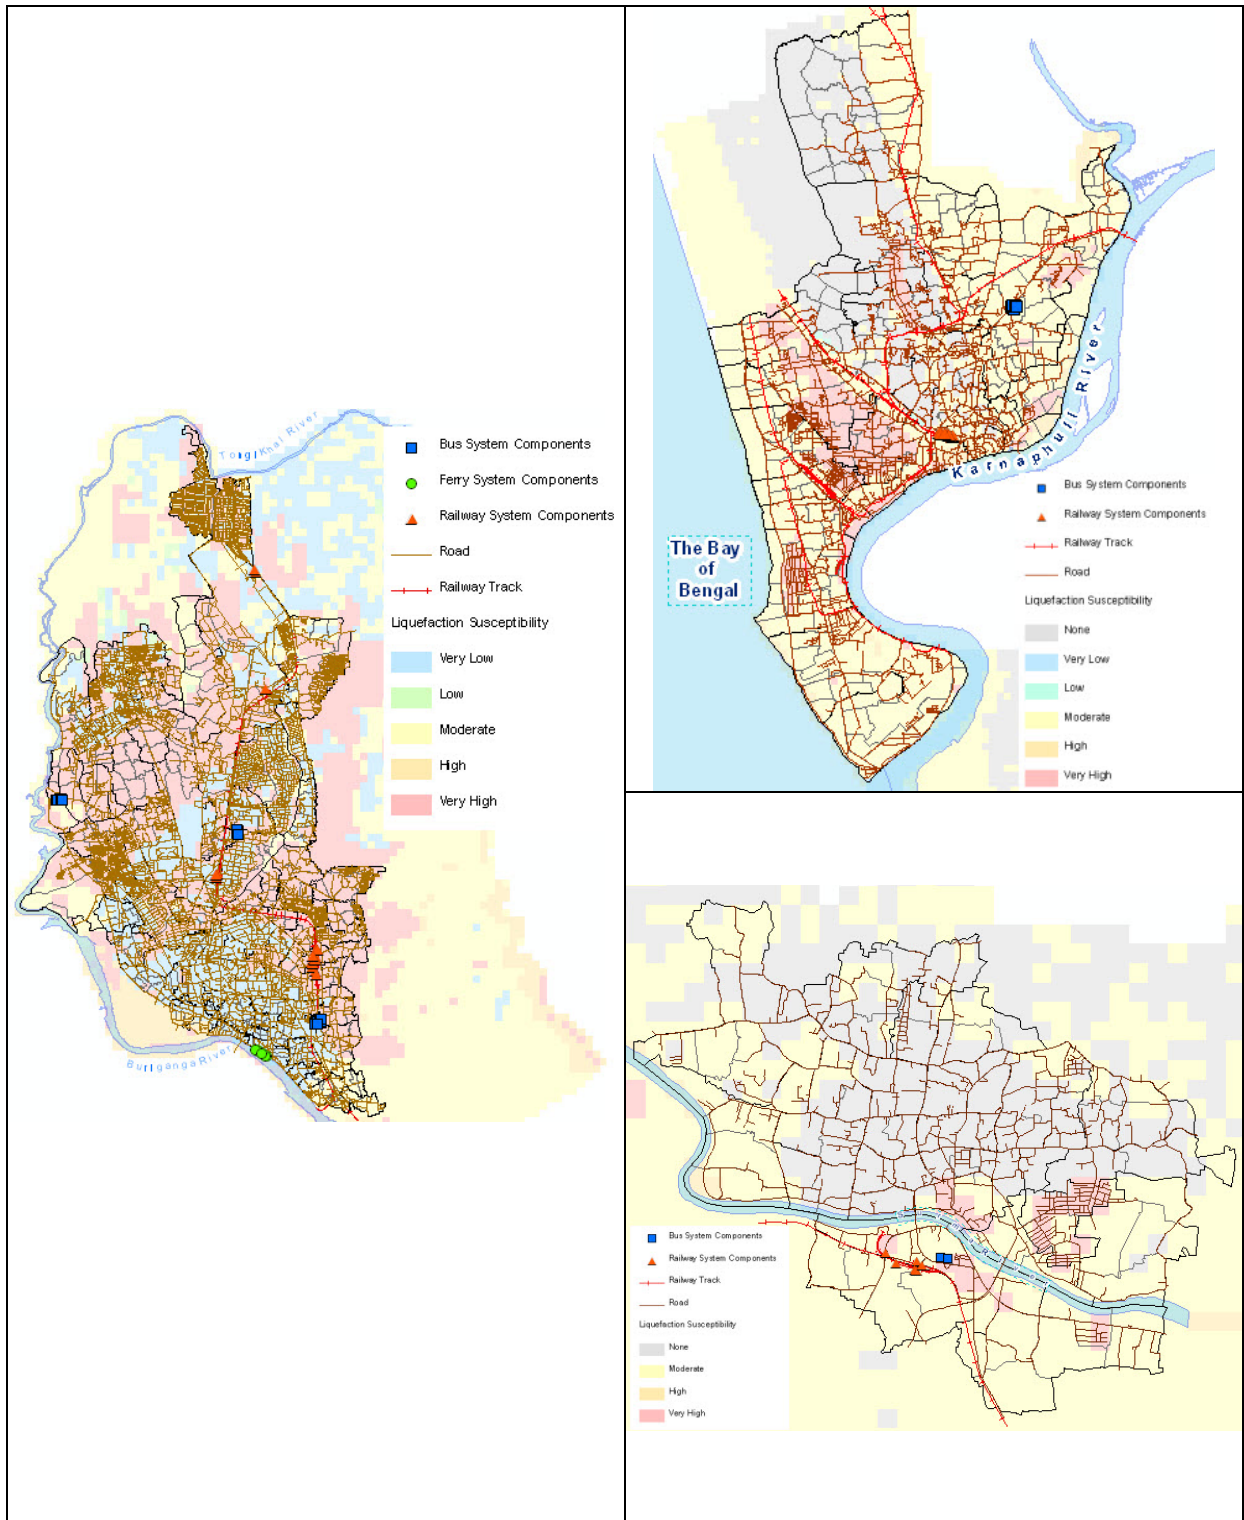 Tongi Khal River
Bus System Components
Ferry System Components
Railway System Components
Road
Railway Track
Liquefaction Susceptibility
Very Low
Low
Moderate
High
Very High
Buriganga River
Karnaphuli River
The Bay
of
Bengal
Bus System Components
Railway System Components
Railway Track
Road
Liquefaction Susceptibility
None
Very Low
Low
Moderate
High
Very High
Bus System Components
Railway System Components
Railway Track
Road
Liquefaction Susceptibility
None
Moderate
High
Very High